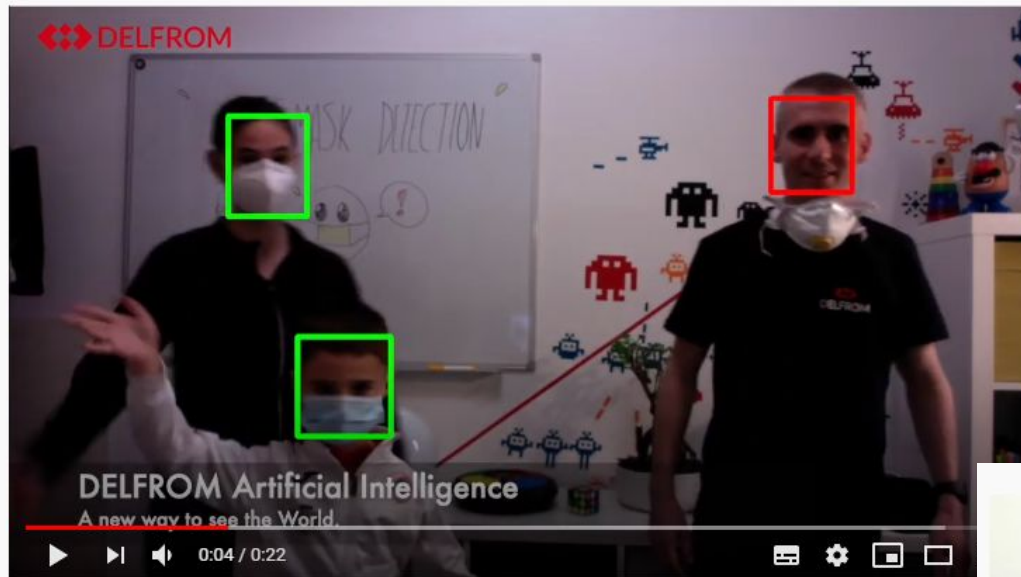 DELFROM
MASK DETECTION
!
DELFROM
DELFROM Artificial Intelligence
A new way to see the World.
0:04 / 0:22